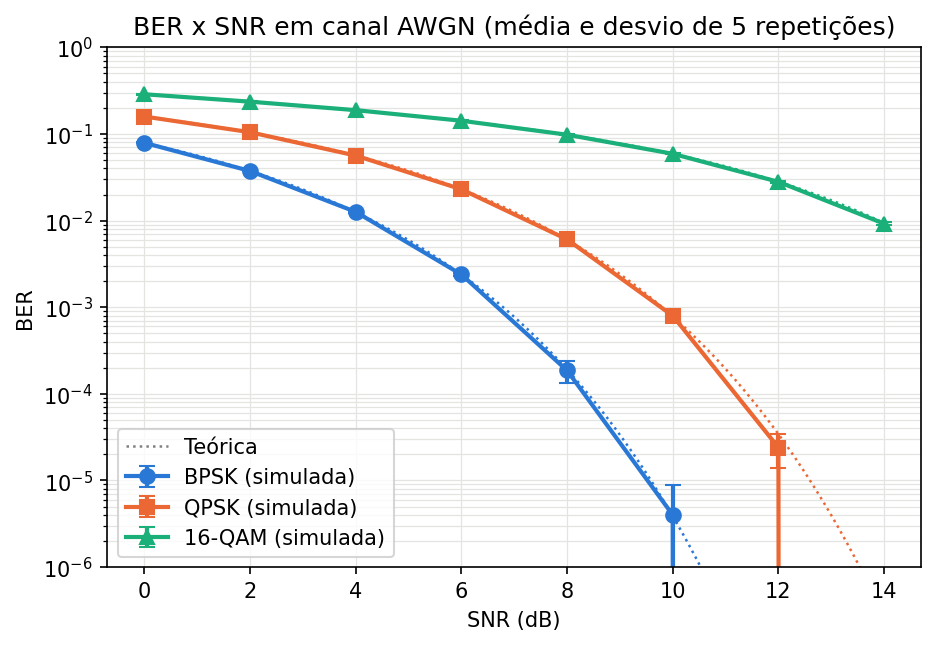 BER x SNR em canal AWGN (média e desvio de 5 repetições)
10^0
10^−1
10^−2
10^−3
10^−4
10^−5
10^−6
BER
Teórica
BPSK (simulada)
QPSK (simulada)
16-QAM (simulada)
0 2 4 6 8 10 12 14
SNR (dB)